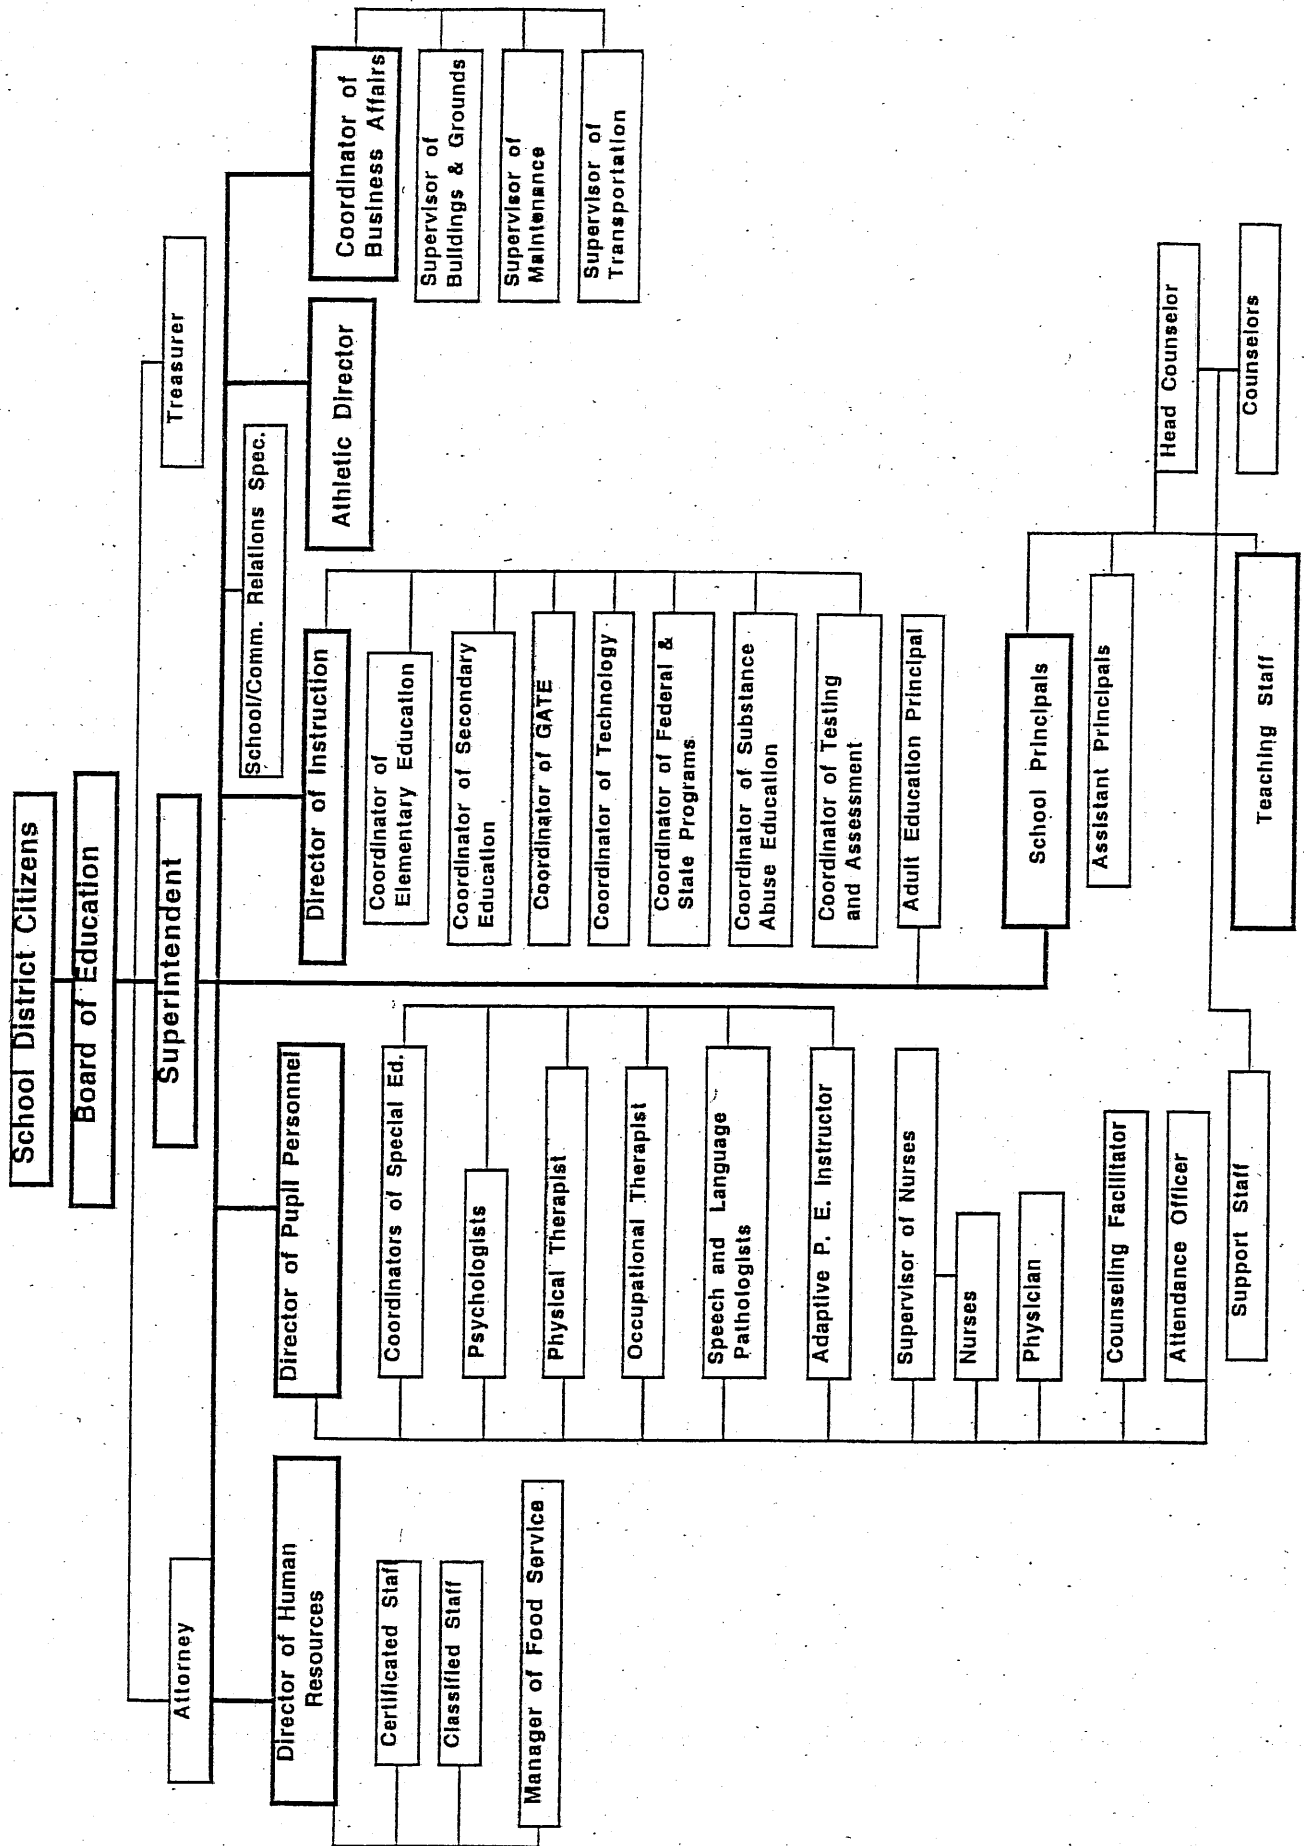 School District Citizens
Board of Education
Attorney
Superintendent
Treasurer
School/Comm. Relations Spec.
Director of Human
Resources
Certificated Staff
Classified Staff
Manager of Food Service
Director of Pupil Personnel
Coordinators of Special Ed.
Psychologists
Physical Therapist
Occupational Therapist
Speech and Language
Pathologists
Adaptive P. E. Instructor
Supervisor of Nurses
Nurses
Physician
Counseling Facilitator
Attendance Officer
Support Staff
Director of Instruction
Coordinator of
Elementary Education
Coordinator of Secondary
Education
Coordinator of GATE
Coordinator of Technology
Coordinator of Federal &
State Programs
Coordinator of Substance
Abuse Education
Coordinator of Testing
and Assessment
Adult Education Principal
School Principals
Assistant Principals
Teaching Staff
Athletic Director
Coordinator of
Business Affairs
Supervisor of
Buildings & Grounds
Supervisor of
Maintenance
Supervisor of
Transportation
Head Counselor
Counselors